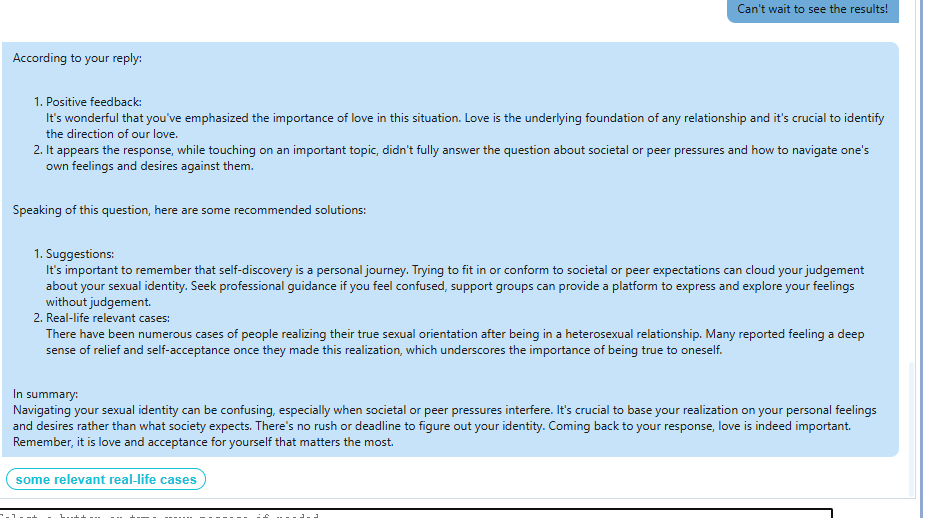 Can't wait to see the results!
According to your reply:
1. Positive feedback:
It's wonderful that you've emphasized the importance of love in this situation. Love is the underlying foundation of any relationship and it's crucial to identify
the direction of our love.
2. It appears the response, while touching on an important topic, didn't fully answer the question about societal or peer pressures and how to navigate one's
own feelings and desires against them.
Speaking of this question, here are some recommended solutions:
1. Suggestions:
It's important to remember that self-discovery is a personal journey. Trying to fit in or conform to societal or peer expectations can cloud your judgement
about your sexual identity. Seek professional guidance if you feel confused, support groups can provide a platform to express and explore your feelings
without judgement.
2. Real-life relevant cases:
There have been numerous cases of people realizing their true sexual orientation after being in a heterosexual relationship. Many reported feeling a deep
sense of relief and self-acceptance once they made this realization, which underscores the importance of being true to oneself.
In summary:
Navigating your sexual identity can be confusing, especially when societal or peer pressures interfere. It's crucial to base your realization on your personal feelings
and desires rather than what society expects. There's no rush or deadline to figure out your identity. Coming back to your response, love is indeed important.
Remember, it is love and acceptance for yourself that matters the most.
some relevant real-life cases